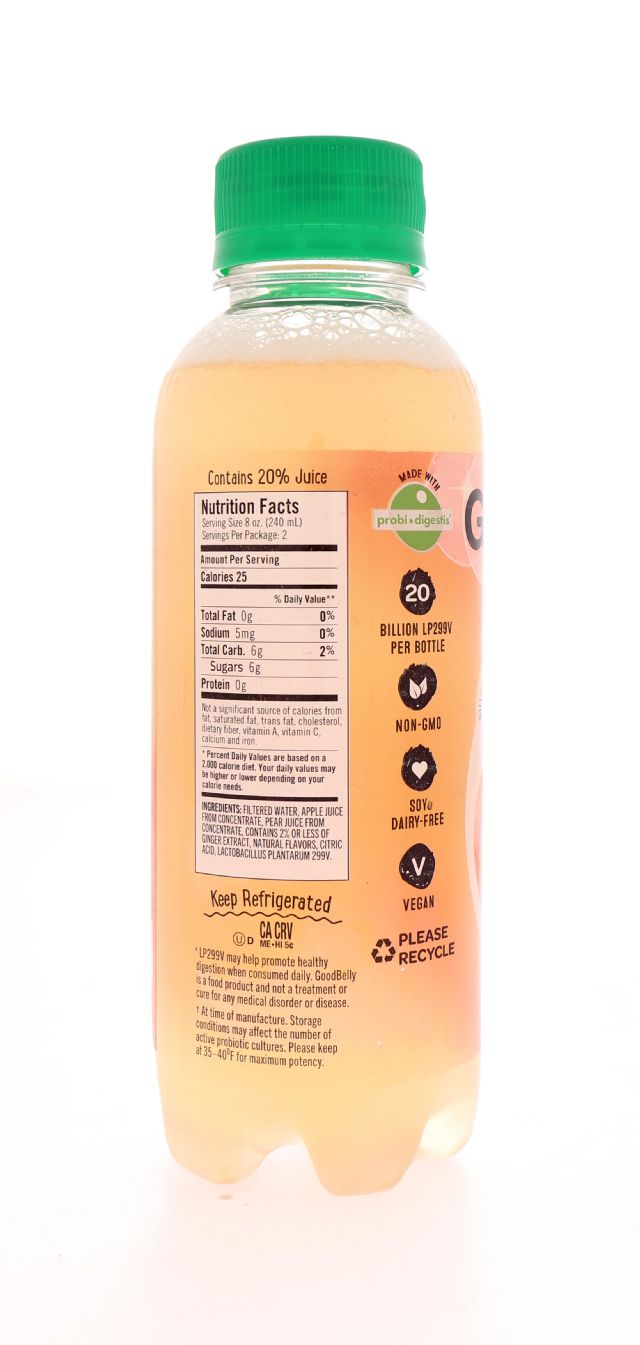 Contains 20% Juice
Nutrition Facts
Serving Size 8 oz. (240 mL)
Servings Per Package: 2
Amount Per Serving
Calories 25
% Daily Value**
Total Fat 0g 0%
Sodium 5mg 0%
Total Carb. 6g 2%
Sugars 6g
Protein 0g
Not a significant source of calories from
fat, saturated fat, trans fat, cholesterol,
dietary fiber, vitamin A, vitamin C,
calcium and iron.
* Percent Daily Values are based on a
2,000 calorie diet. Your daily values may
be higher or lower depending on your
calorie needs.
INGREDIENTS: FILTERED WATER, APPLE JUICE
FROM CONCENTRATE, PEAR JUICE FROM
CONCENTRATE, CONTAINS 2% OR LESS OF
GINGER EXTRACT, NATURAL FLAVORS, CITRIC
ACID, LACTOBACILLUS PLANTARUM 299V.
Keep Refrigerated
U D CA CRV
ME•HI 5¢
* LP299V may help promote healthy
digestion when consumed daily. GoodBelly
is a food product and not a treatment or
cure for any medical disorder or disease.
† At time of manufacture. Storage
conditions may affect the number of
active probiotic cultures. Please keep
at 35-40°F for maximum potency.
MADE WITH
probi•digestis®
G
20
BILLION LP299V
PER BOTTLE
NON-GMO
SOY &
DAIRY-FREE
V
VEGAN
PLEASE
RECYCLE